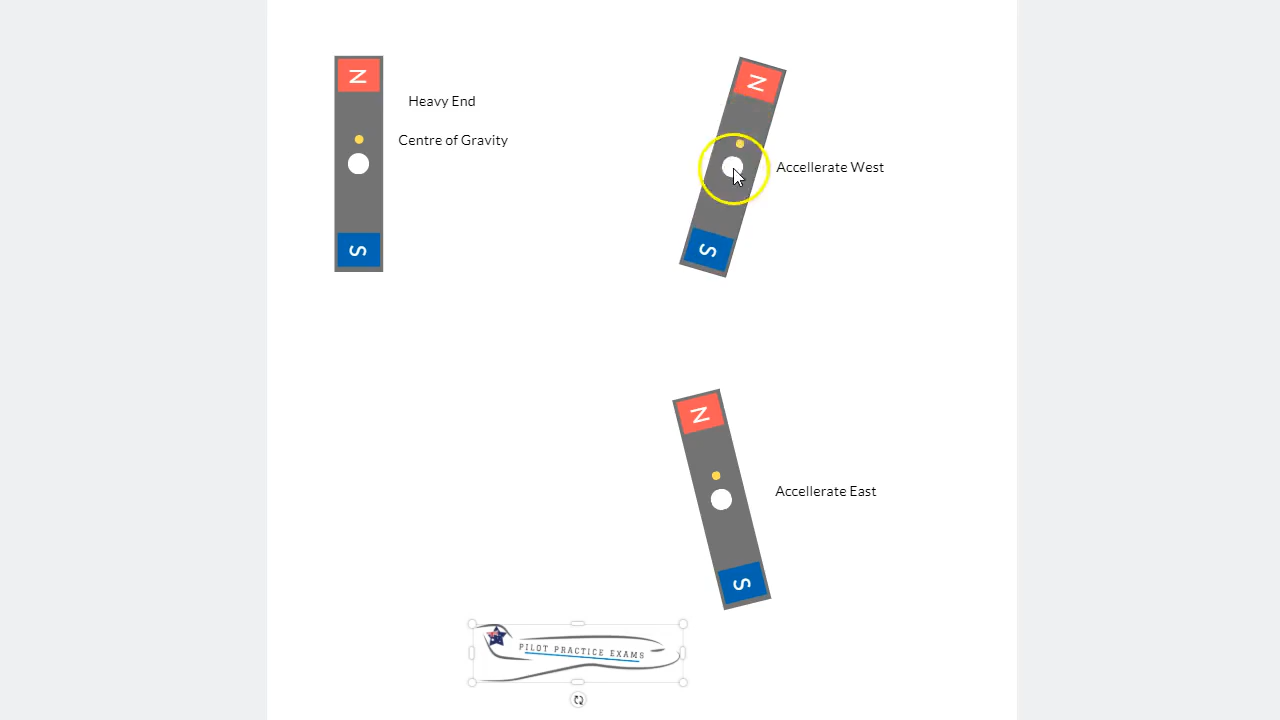 N
N
Heavy End
Centre of Gravity
Accellerate West
S
S
N
Accellerate East
S
PILOT PRACTICE EXAMS